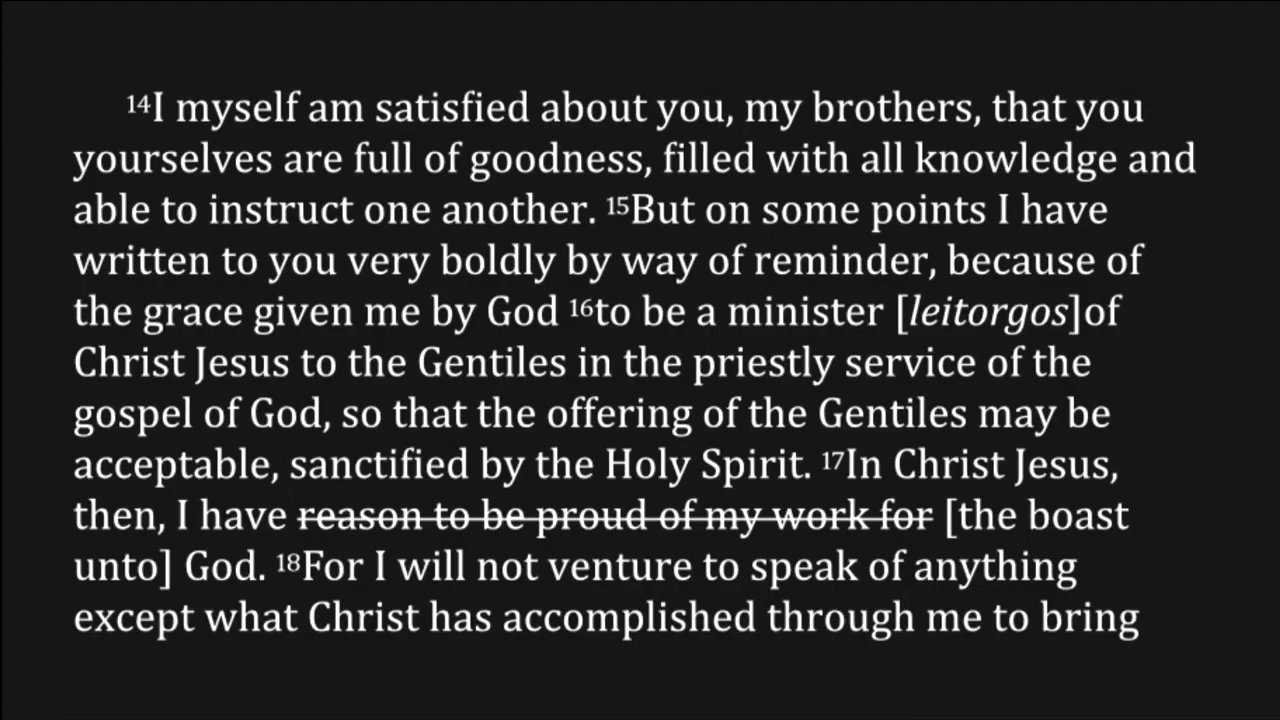 14I myself am satisfied about you, my brothers, that you
yourselves are full of goodness, filled with all knowledge and
able to instruct one another. 15But on some points I have
written to you very boldly by way of reminder, because of
the grace given me by God 16to be a minister [leitorgos]of
Christ Jesus to the Gentiles in the priestly service of the
gospel of God, so that the offering of the Gentiles may be
acceptable, sanctified by the Holy Spirit. 17In Christ Jesus,
then, I have reason to be proud of my work for [the boast
unto] God. 18For I will not venture to speak of anything
except what Christ has accomplished through me to bring